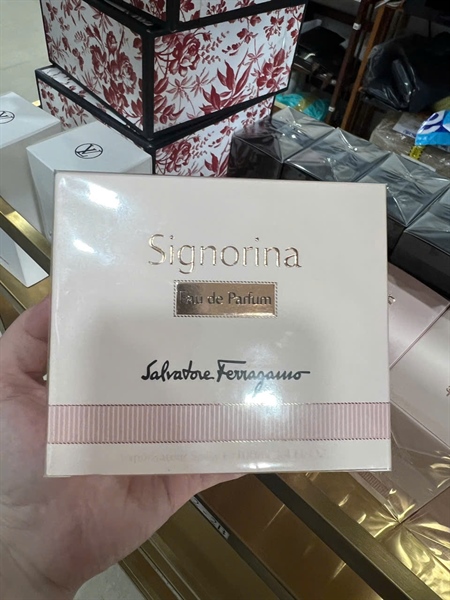 Signorina
Eau de Parfum
Salvatore Ferragamo